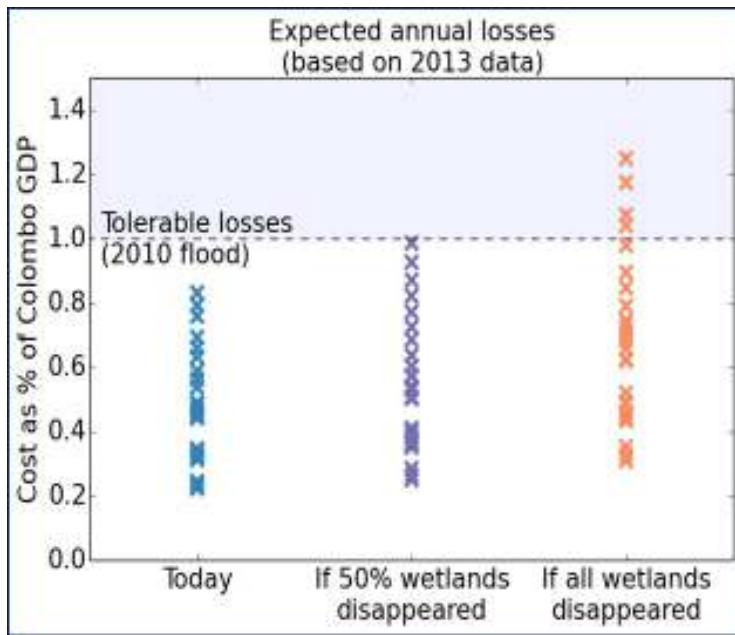 Expected annual losses
(based on 2013 data)
Cost as % of Colombo GDP
1.4
1.2
1.0
0.8
0.6
0.4
0.2
0.0
Tolerable losses
(2010 flood)
Today
If 50% wetlands
disappeared
If all wetlands
disappeared